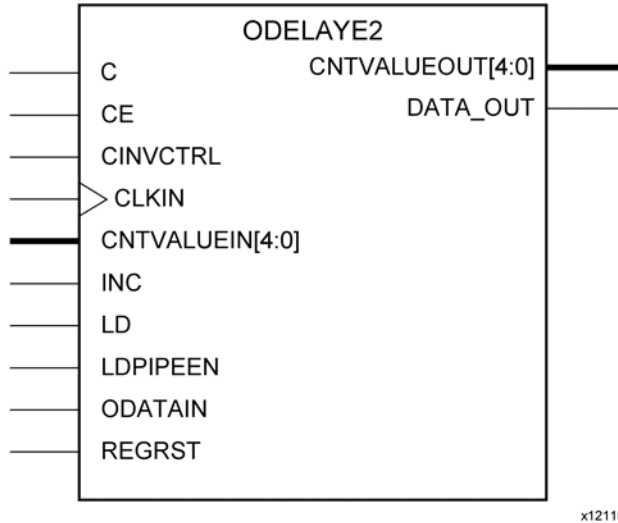 ODELAYE2
C
CNTVALUEOUT[4:0]
CE
DATA_OUT
CINVCTRL
CLKIN
CNTVALUEIN[4:0]
INC
LD
LDPIPEEN
ODATAIN
REGRST